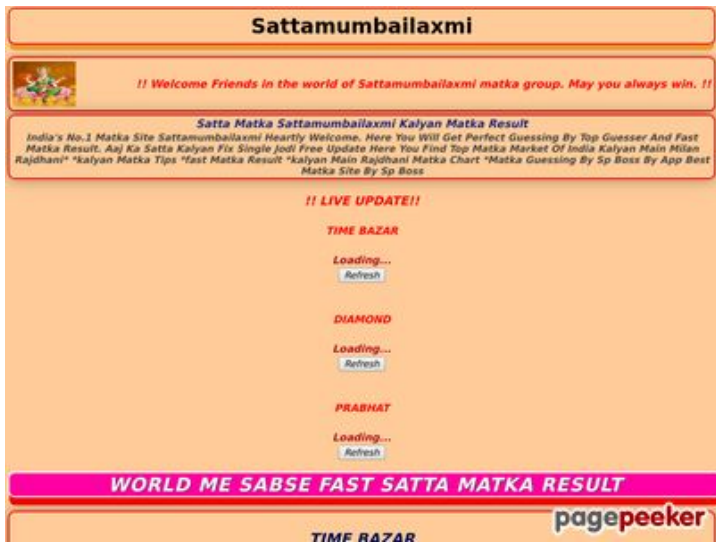 Sattamumbailaxmi
!! Welcome Friends in the world of Sattamumbailaxmi matka group. May you always win. !!
Satta Matka Sattamumbailaxmi Kalyan Matka Result
India's No.1 Matka Site Sattamumbailaxmi Heartly Welcome. Here You Will Get Perfect Guessing By Top Guesser And Fast
Matka Result. Aaj Ka Satta Kalyan Fix Single Jodi Free Update Here You Find Top Matka Market Of India Kalyan Main Milan
Rajdhani* *kalyan Matka Tips *fast Matka Result *kalyan Main Rajdhani Matka Chart *Matka Guessing By Sp Boss By App Best
Matka Site By Sp Boss
!! LIVE UPDATE!!
TIME BAZAR
Loading...
Refresh
DIAMOND
Loading...
Refresh
PRABHAT
Loading...
Refresh
WORLD ME SABSE FAST SATTA MATKA RESULT
TIME BAZAR
pagepeeker